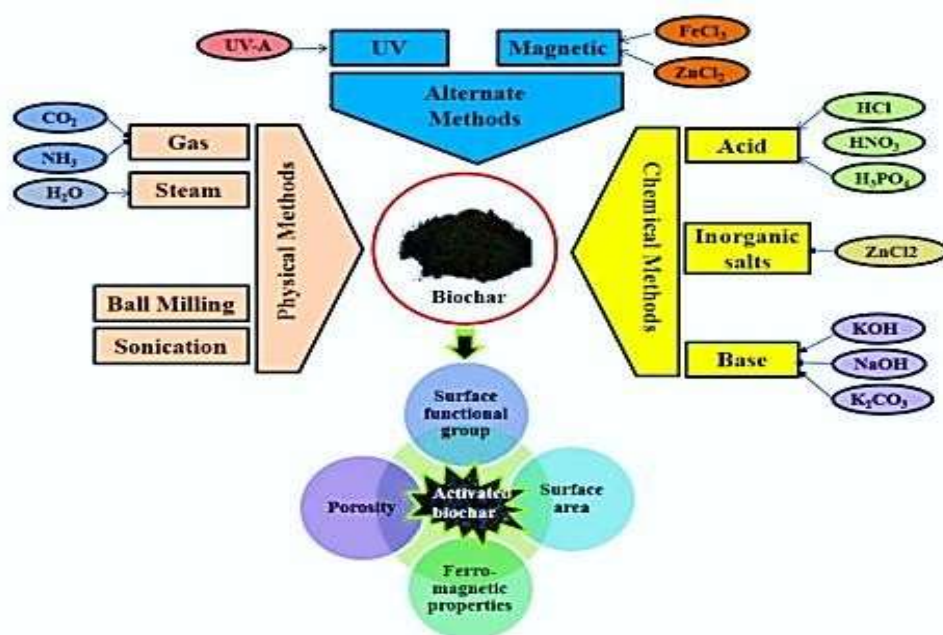 UV-A
UV
Magnetic
FeCl₃
ZnCl₂
Alternate
Methods
CO₂
NH₃
H₂O
Gas
Steam
Ball Milling
Sonication
Physical Methods
Biochar
Chemical Methods
Acid
HCl
HNO₃
H₃PO₄
Inorganic
salts
ZnCl2
Base
KOH
NaOH
K₂CO₃
Surface
functional
group
Porosity
Activated
biochar
Surface
area
Ferro-
magnetic
properties